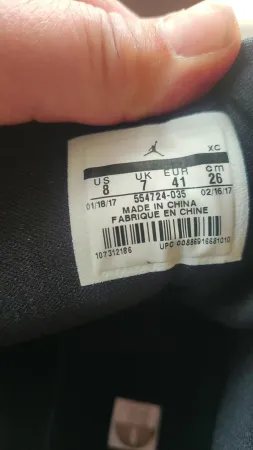 XC
US UK EUR cm
8 7 41 26
01/18/17 554724-035 02/16/17
MADE IN CHINA
FABRIQUE EN CHINE
107312186 UPC 00886916681010